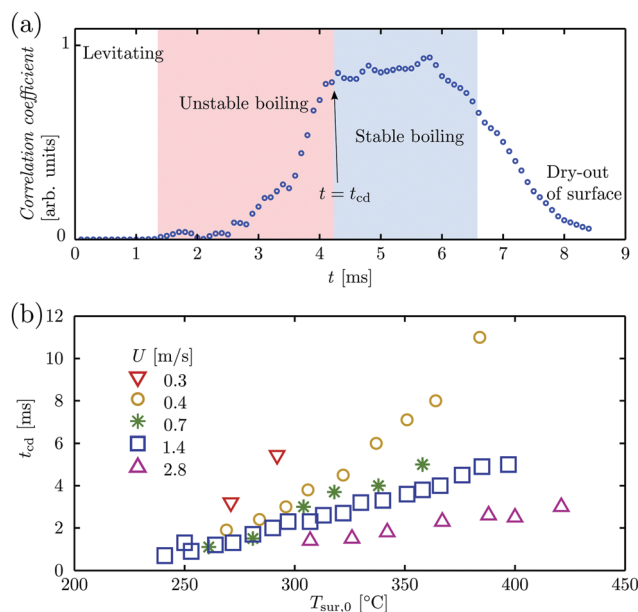 (a)
1
Levitating
Unstable boiling
Stable boiling
Dry-out
of surface
t = t_cd
Correlation coefficient
[arb. units]
0
0 1 2 3 4 5 6 7 8 9
t [ms]
(b)
12
10
8
6
4
2
0
U [m/s]
0.3
0.4
0.7
1.4
2.8
t_cd [ms]
200 250 300 350 400 450
T_sur,0 [°C]